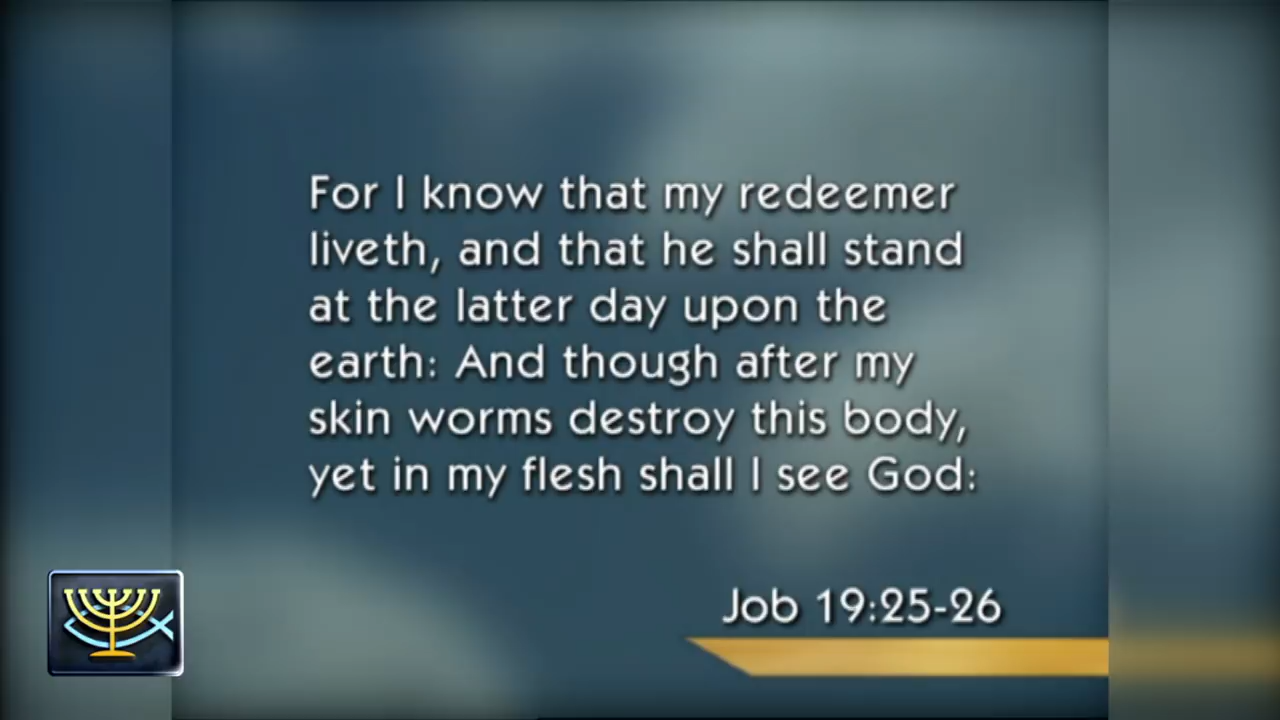 For I know that my redeemer
liveth, and that he shall stand
at the latter day upon the
earth: And though after my
skin worms destroy this body,
yet in my flesh shall I see God:
Job 19:25-26